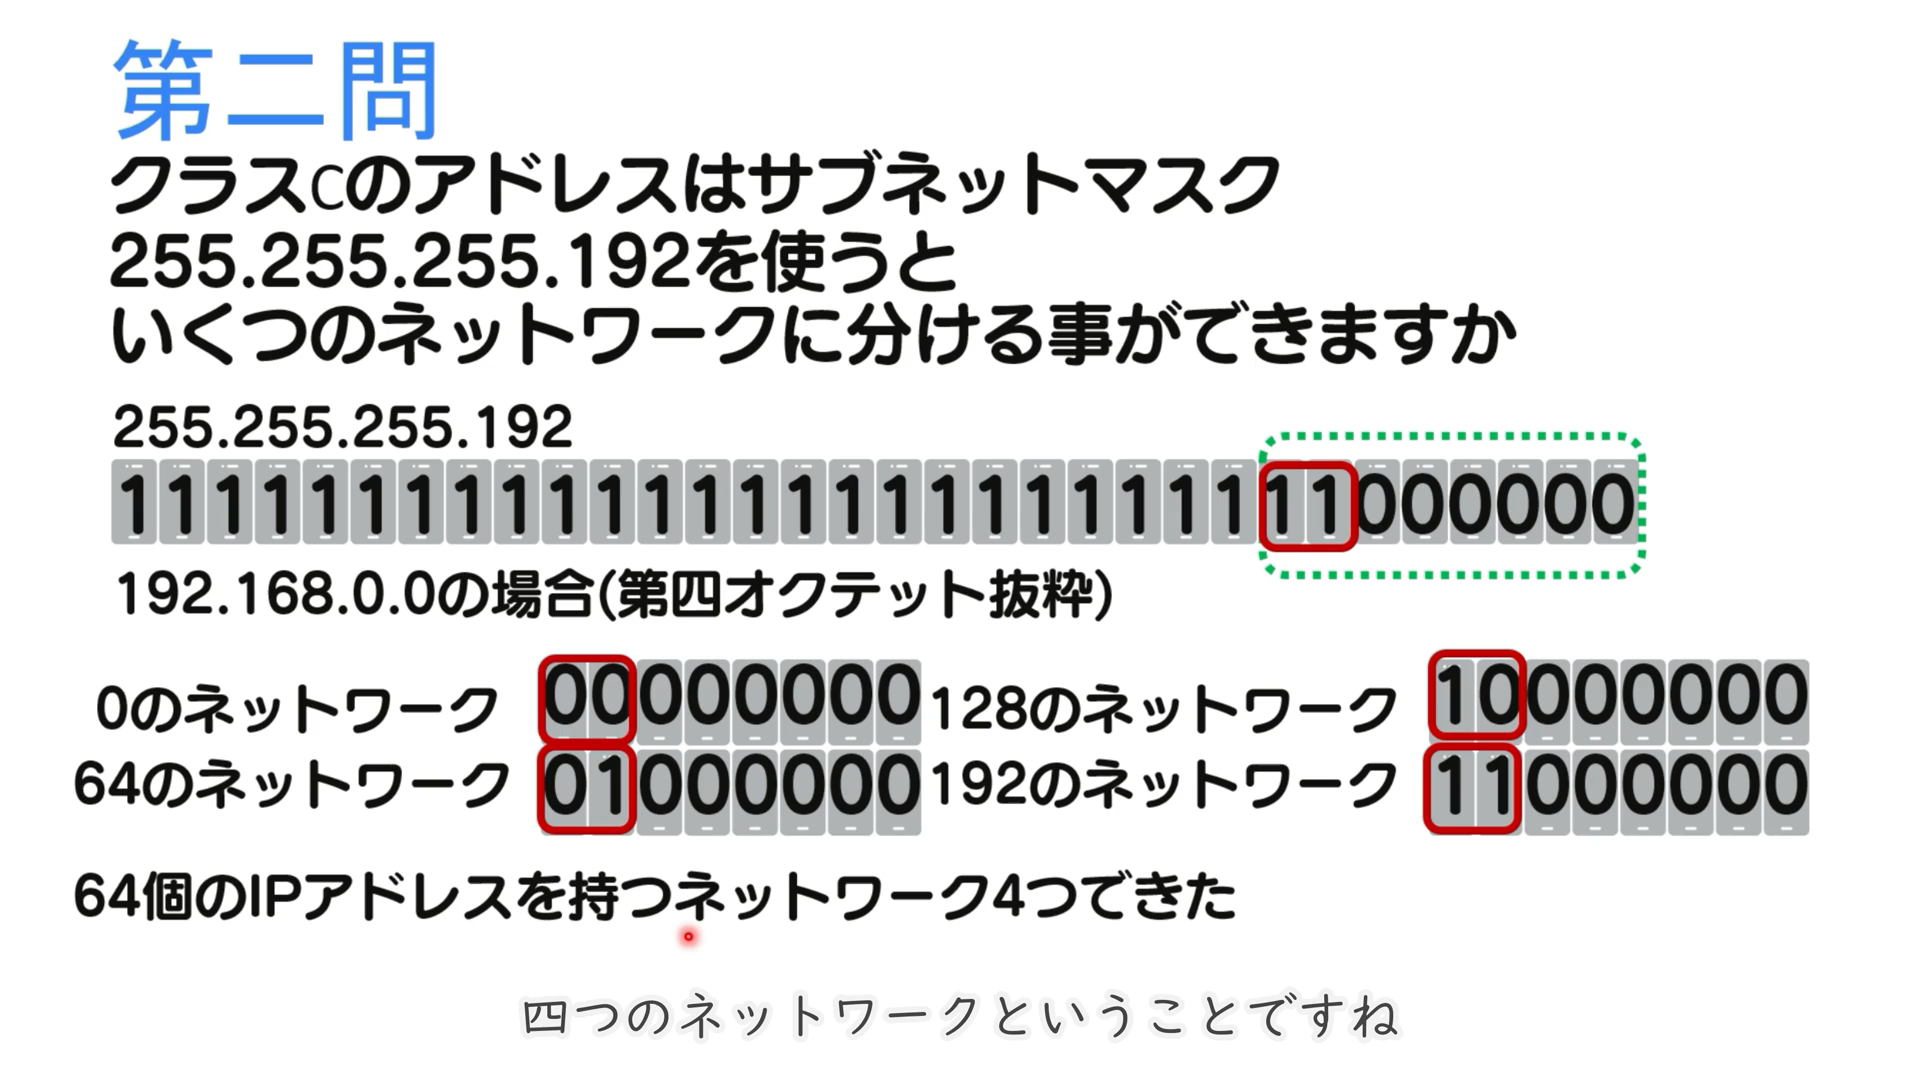 第二問
クラスCのアドレスはサブネットマスク
255.255.255.192を使うと
いくつのネットワークに分ける事ができますか
255.255.255.192
11111111111111111111111111000000
192.168.0.0の場合(第四オクテット抜粋)
0のネットワーク 00000000 128のネットワーク 10000000
64のネットワーク 01000000 192のネットワーク 11000000
64個のIPアドレスを持つネットワーク4つできた
四つのネットワークということですね